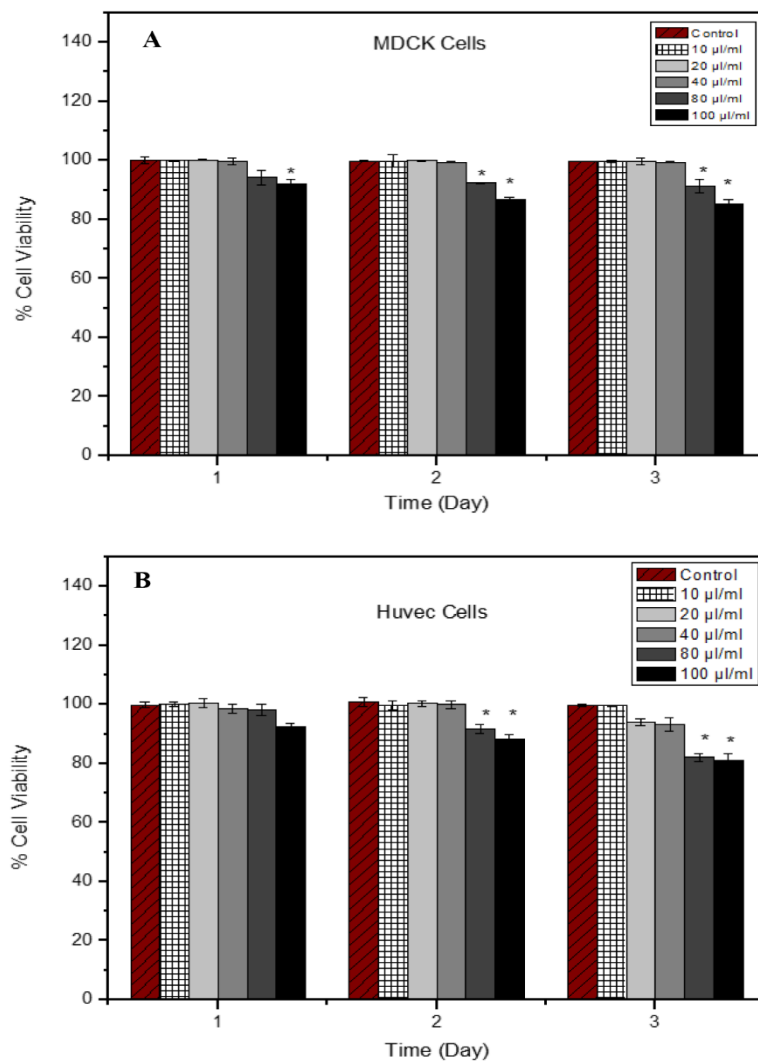 A
MDCK Cells
Control
10 µl/ml
20 µl/ml
40 µl/ml
80 µl/ml
100 µl/ml
% Cell Viability
140
120
100
80
60
40
20
0
*
* *
* *
1 2 3
Time (Day)
B
Huvec Cells
Control
10 µl/ml
20 µl/ml
40 µl/ml
80 µl/ml
100 µl/ml
% Cell Viability
140
120
100
80
60
40
20
0
* *
* *
1 2 3
Time (Day)